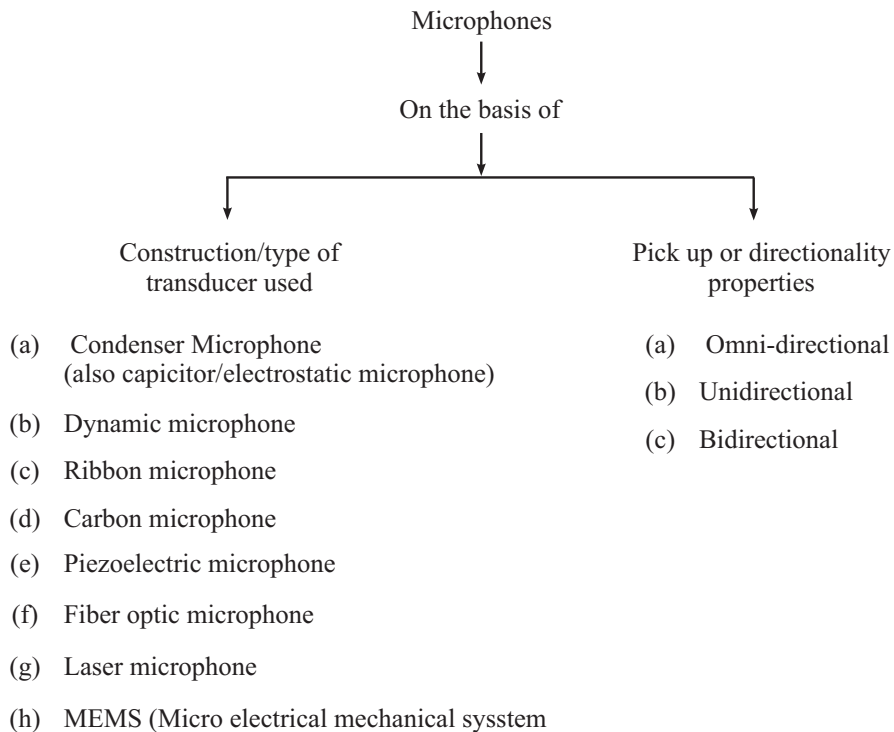 Microphones
On the basis of
Construction/type of
transducer used
(a) Condenser Microphone
(also capicitor/electrostatic microphone)
(b) Dynamic microphone
(c) Ribbon microphone
(d) Carbon microphone
(e) Piezoelectric microphone
(f) Fiber optic microphone
(g) Laser microphone
(h) MEMS (Micro electrical mechanical sysstem
Pick up or directionality
properties
(a) Omni-directional
(b) Unidirectional
(c) Bidirectional